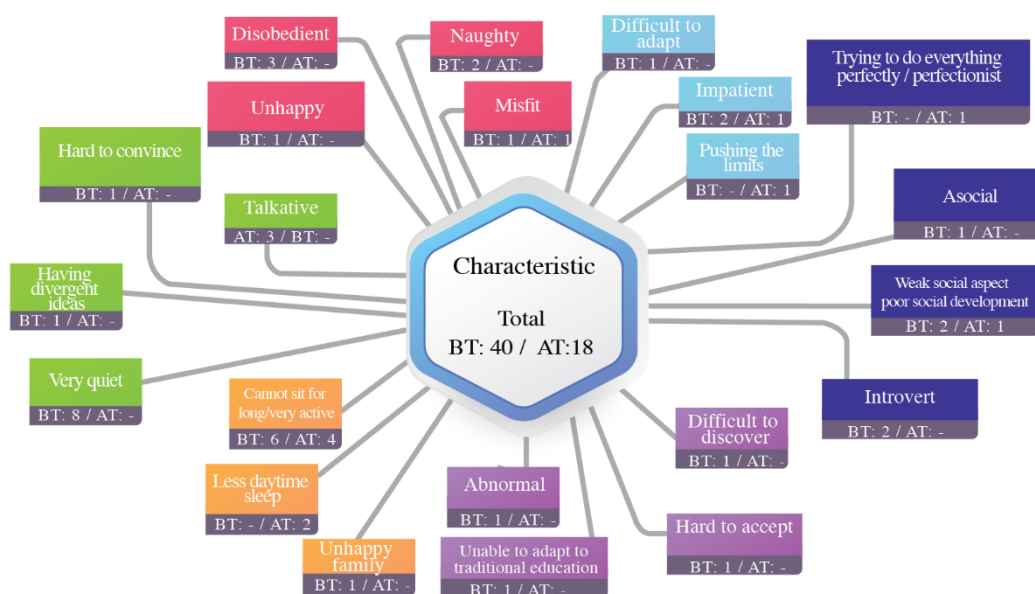 Disobedient
BT: 3 / AT: -
Naughty
BT: 2 / AT: -
Difficult to
adapt
BT: 1 / AT: -
Trying to do everything
perfectly / perfectionist
BT: - / AT: 1
Unhappy
BT: 1 / AT: -
Misfit
BT: 1 / AT: 1
Impatient
BT: 2 / AT: 1
Hard to convince
BT: 1 / AT: -
Pushing the
limits
BT: - / AT: 1
Talkative
AT: 3 / BT: -
Asocial
BT: 1 / AT: -
Having
divergent
ideas
BT: 1 / AT: -
Characteristic
Total
BT: 40 / AT:18
Weak social aspect
poor social development
BT: 2 / AT: 1
Very quiet
BT: 8 / AT: -
Cannot sit for
long/very active
BT: 6 / AT: 4
Introvert
BT: 2 / AT: -
Difficult to
discover
BT: 1 / AT: -
Less daytime
sleep
BT: - / AT: 2
Abnormal
BT: 1 / AT: -
Hard to accept
BT: 1 / AT: -
Unhappy
family
BT: 1 / AT: -
Unable to adapt to
traditional education
BT: 1 / AT: -